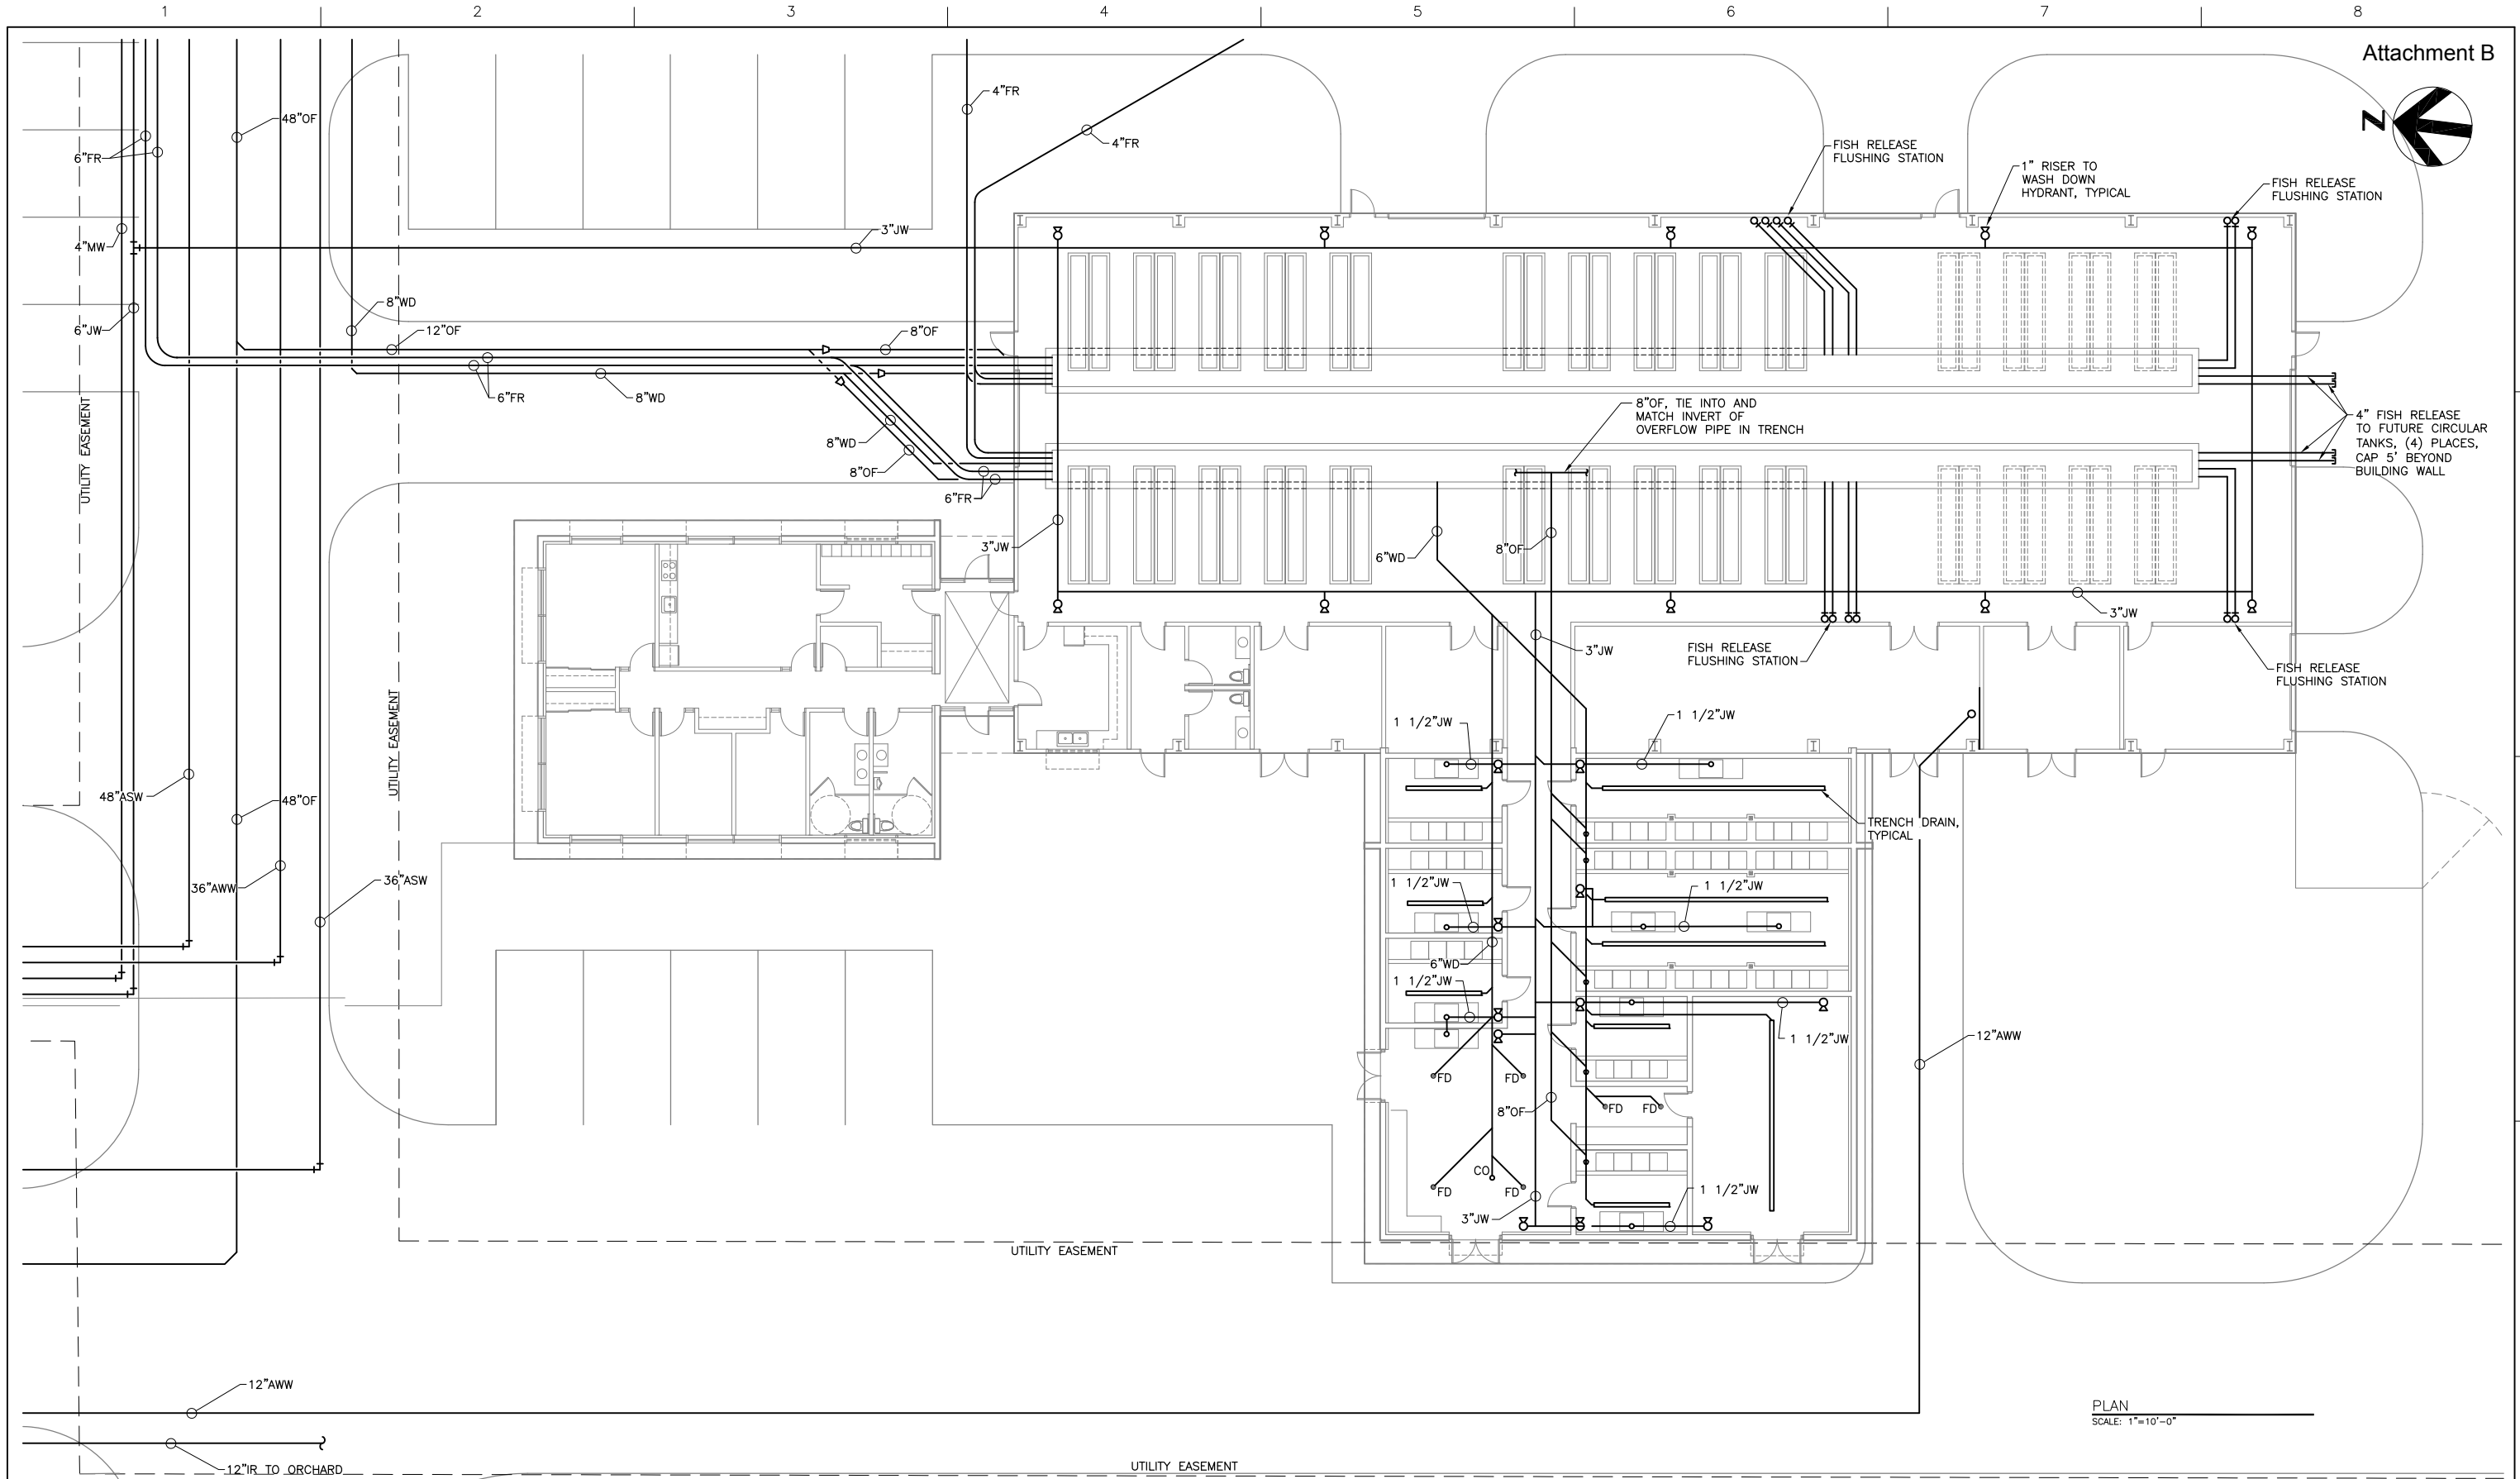 1 2 3 4 5 6 7 8
Attachment B
N
4"FR
48"OF
4"FR
6"FR
FISH RELEASE
FLUSHING STATION
1" RISER TO
WASH DOWN
HYDRANT, TYPICAL
FISH RELEASE
FLUSHING STATION
3"JW
4"MW
8"WD
6"JW
12"OF
8"OF
6"FR
8"WD
UTILITY EASEMENT
8"OF, TIE INTO AND
MATCH INVERT OF
OVERFLOW PIPE IN TRENCH
4" FISH RELEASE
TO FUTURE CIRCULAR
TANKS, (4) PLACES,
CAP 5' BEYOND
BUILDING WALL
8"WD
8"OF
6"FR
3"JW
6"WD
8"OF
3"JW
3"JW
FISH RELEASE
FLUSHING STATION
FISH RELEASE
FLUSHING STATION
UTILITY EASEMENT
1 1/2"JW
1 1/2"JW
48"ASW
48"OF
TRENCH DRAIN,
TYPICAL
36"AWW
36"ASW
1 1/2"JW
1 1/2"JW
6"WD
1 1/2"JW
1 1/2"JW
12"AWW
FD
FD
8"OF
FD
FD
CO
FD
FD
1 1/2"JW
3"JW
UTILITY EASEMENT
12"AWW
PLAN
SCALE: 1"=10'-0"
12"IR TO ORCHARD
UTILITY EASEMENT